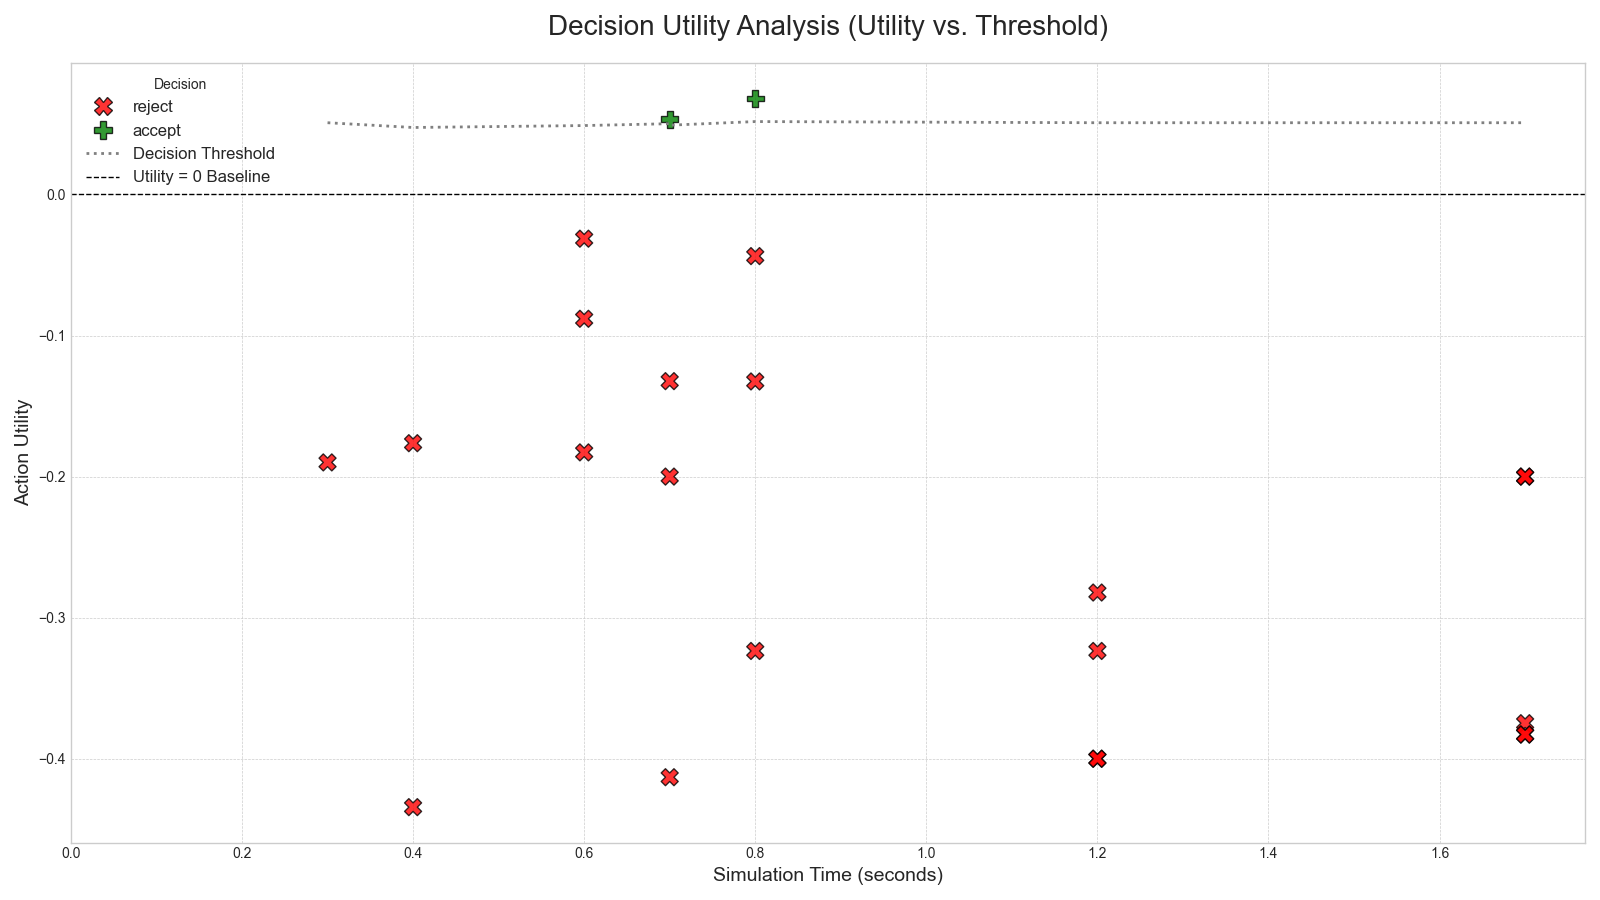 Decision Utility Analysis (Utility vs. Threshold)
Decision
reject
accept
Decision Threshold
Utility = 0 Baseline
Action Utility
0.0
−0.1
−0.2
−0.3
−0.4
0.0 0.2 0.4 0.6 0.8 1.0 1.2 1.4 1.6
Simulation Time (seconds)